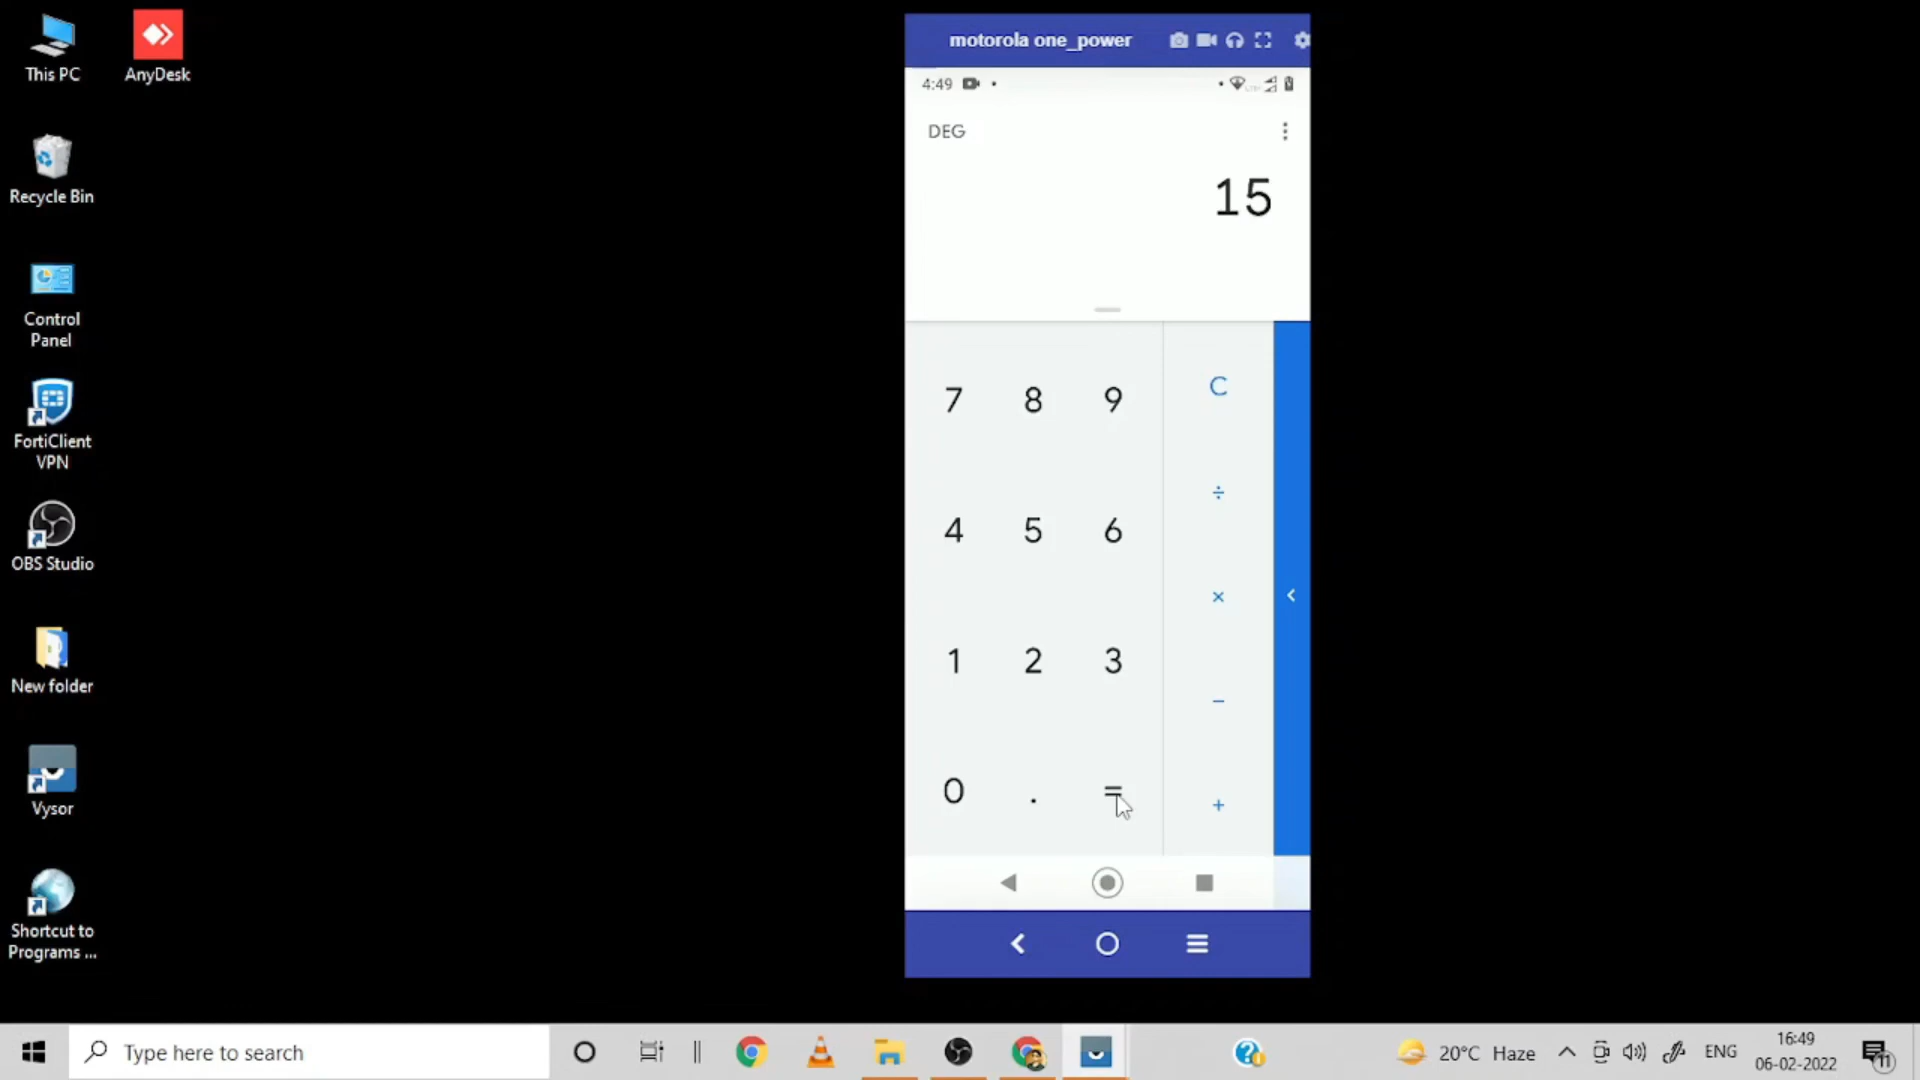 This PC
AnyDesk
Recycle Bin
Control
Panel
FortiClient
VPN
OBS Studio
New folder
Vysor
Shortcut to
Programs ...
motorola one_power
4:49
DEG
15
7 8 9 C
÷
4 5 6
×
1 2 3
−
0 . =
+
Type here to search
20°C Haze
ENG
16:49
06-02-2022
11